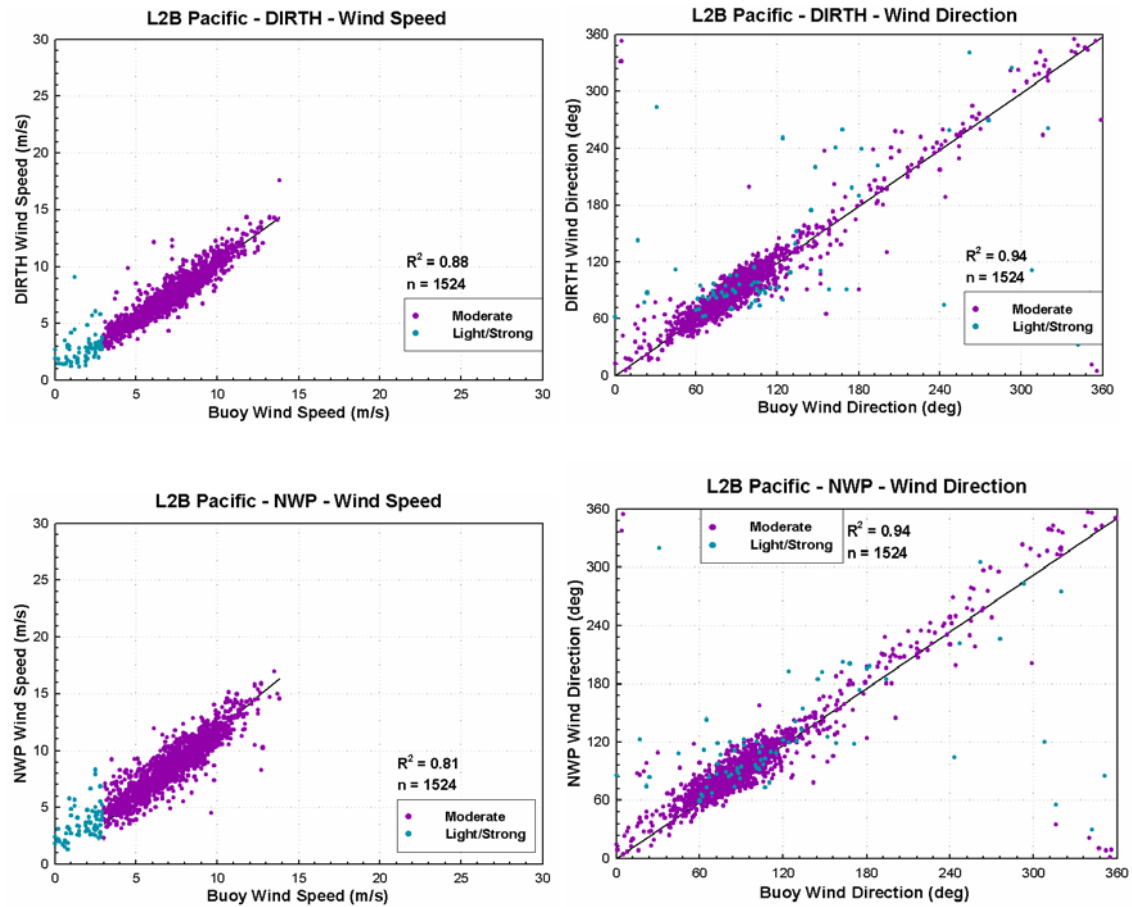 L2B Pacific - DIRTH - Wind Speed
30
25
20
15
10
5
0
DIRTH Wind Speed (m/s)
R² = 0.88
n = 1524
Moderate
Light/Strong
0 5 10 15 20 25 30
Buoy Wind Speed (m/s)
L2B Pacific - DIRTH - Wind Direction
360
300
240
180
120
60
0
DIRTH Wind Direction (deg)
R² = 0.94
n = 1524
Moderate
Light/Strong
0 60 120 180 240 300 360
Buoy Wind Direction (deg)
L2B Pacific - NWP - Wind Speed
30
25
20
15
10
5
0
NWP Wind Speed (m/s)
R² = 0.81
n = 1524
Moderate
Light/Strong
0 5 10 15 20 25 30
Buoy Wind Speed (m/s)
L2B Pacific - NWP - Wind Direction
360
300
240
180
120
60
0
NWP Wind Direction (deg)
Moderate
Light/Strong
R² = 0.94
n = 1524
0 60 120 180 240 300 360
Buoy Wind Direction (deg)